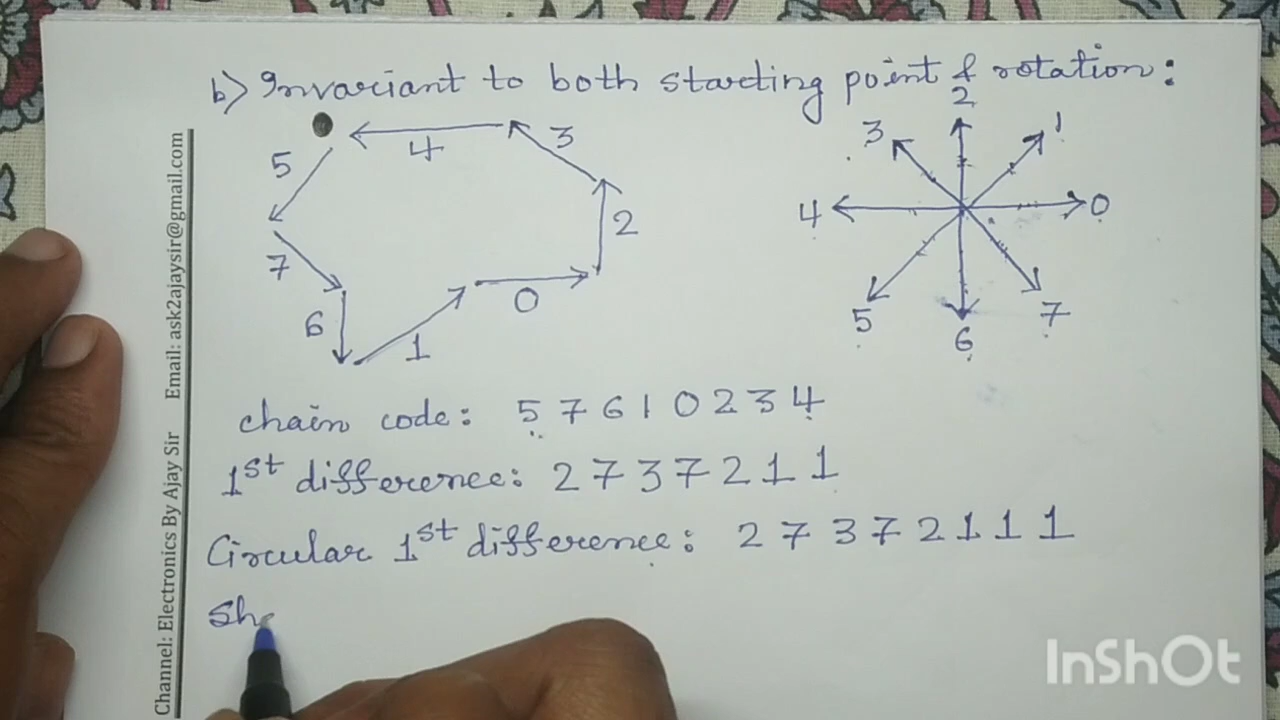 b) Invariant to both starting point & rotation:
4
3
5
2
7
0
6
1
2
3
1
4
0
5
7
6
chain code: 5 7 6 1 0 2 3 4
1st difference: 2 7 3 7 2 1 1
Circular 1st difference: 2 7 3 7 2 1 1 1
Sha
Channel: Electronics By Ajay Sir Email: ask2ajaysir@gmail.com
InShOt